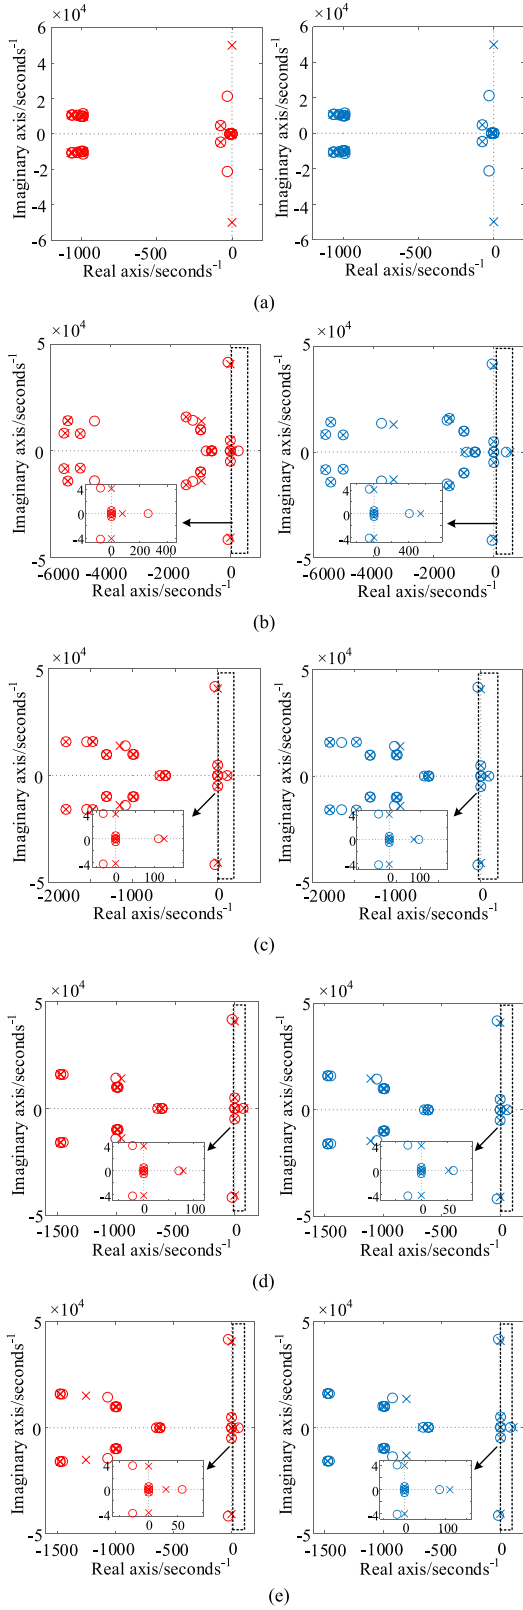 ×10⁴ ×10⁴
6 6
4 4
2 2
0 0
-2 -2
-4 -4
-6 -6
Imaginary axis/seconds⁻¹ Imaginary axis/seconds⁻¹
-1000 -500 0 -1000 -500 0
Real axis/seconds⁻¹ Real axis/seconds⁻¹
(a)
×10⁴ ×10⁴
5 5
Imaginary axis/seconds⁻¹ Imaginary axis/seconds⁻¹
0 0
4 4
0 0
-4 -4
0 200 400 0 400
-5 -5
-6000 -4000 -2000 0 -6000 -4000 -2000 0
Real axis/seconds⁻¹ Real axis/seconds⁻¹
(b)
×10⁴ ×10⁴
5 5
Imaginary axis/seconds⁻¹ Imaginary axis/seconds⁻¹
0 0
4 4
0 0
-4 -4
0 100 0 100
-5 -5
-2000 -1000 0 -2000 -1000 0
Real axis/seconds⁻¹ Real axis/seconds⁻¹
(c)
×10⁴ ×10⁴
5 5
Imaginary axis/seconds⁻¹ Imaginary axis/seconds⁻¹
0 0
4 4
0 0
-4 -4
0 100 0 50
-5 -5
-1500 -1000 -500 0 -1500 -1000 -500 0
Real axis/seconds⁻¹ Real axis/seconds⁻¹
(d)
×10⁴ ×10⁴
5 5
Imaginary axis/seconds⁻¹ Imaginary axis/seconds⁻¹
0 0
4 4
0 0
-4 -4
0 50 0 100
-5 -5
-1500 -1000 -500 0 -1500 -1000 -500 0
Real axis/seconds⁻¹ Real axis/seconds⁻¹
(e)